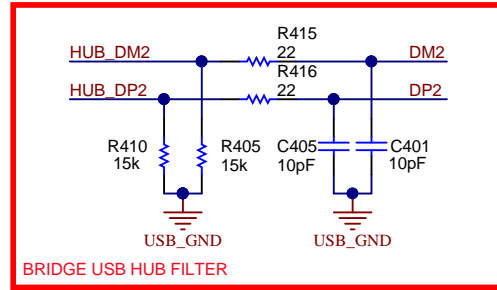 R415
HUB_DM2 22 DM2
R416
HUB_DP2 22 DP2
R410 R405 C405 C401
15k 15k 10pF 10pF
USB_GND USB_GND
BRIDGE USB HUB FILTER